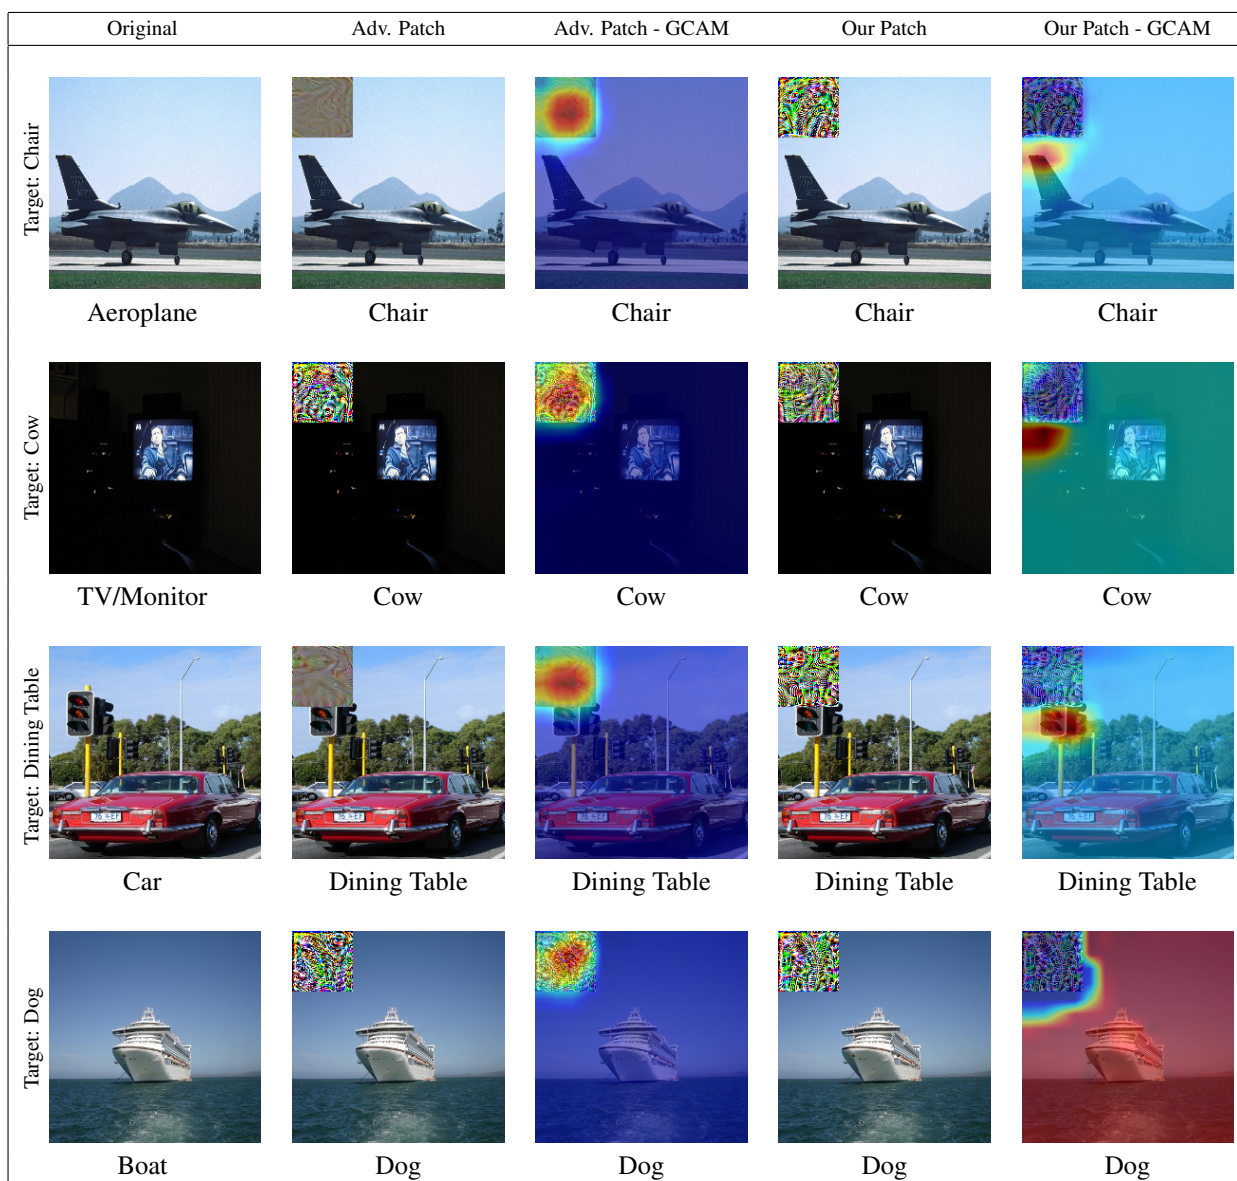 Original Adv. Patch Adv. Patch - GCAM Our Patch Our Patch - GCAM
Target: Chair
Aeroplane Chair Chair Chair Chair
Target: Cow
TV/Monitor Cow Cow Cow Cow
Target: Dining Table
Car Dining Table Dining Table Dining Table Dining Table
Target: Dog
Boat Dog Dog Dog Dog